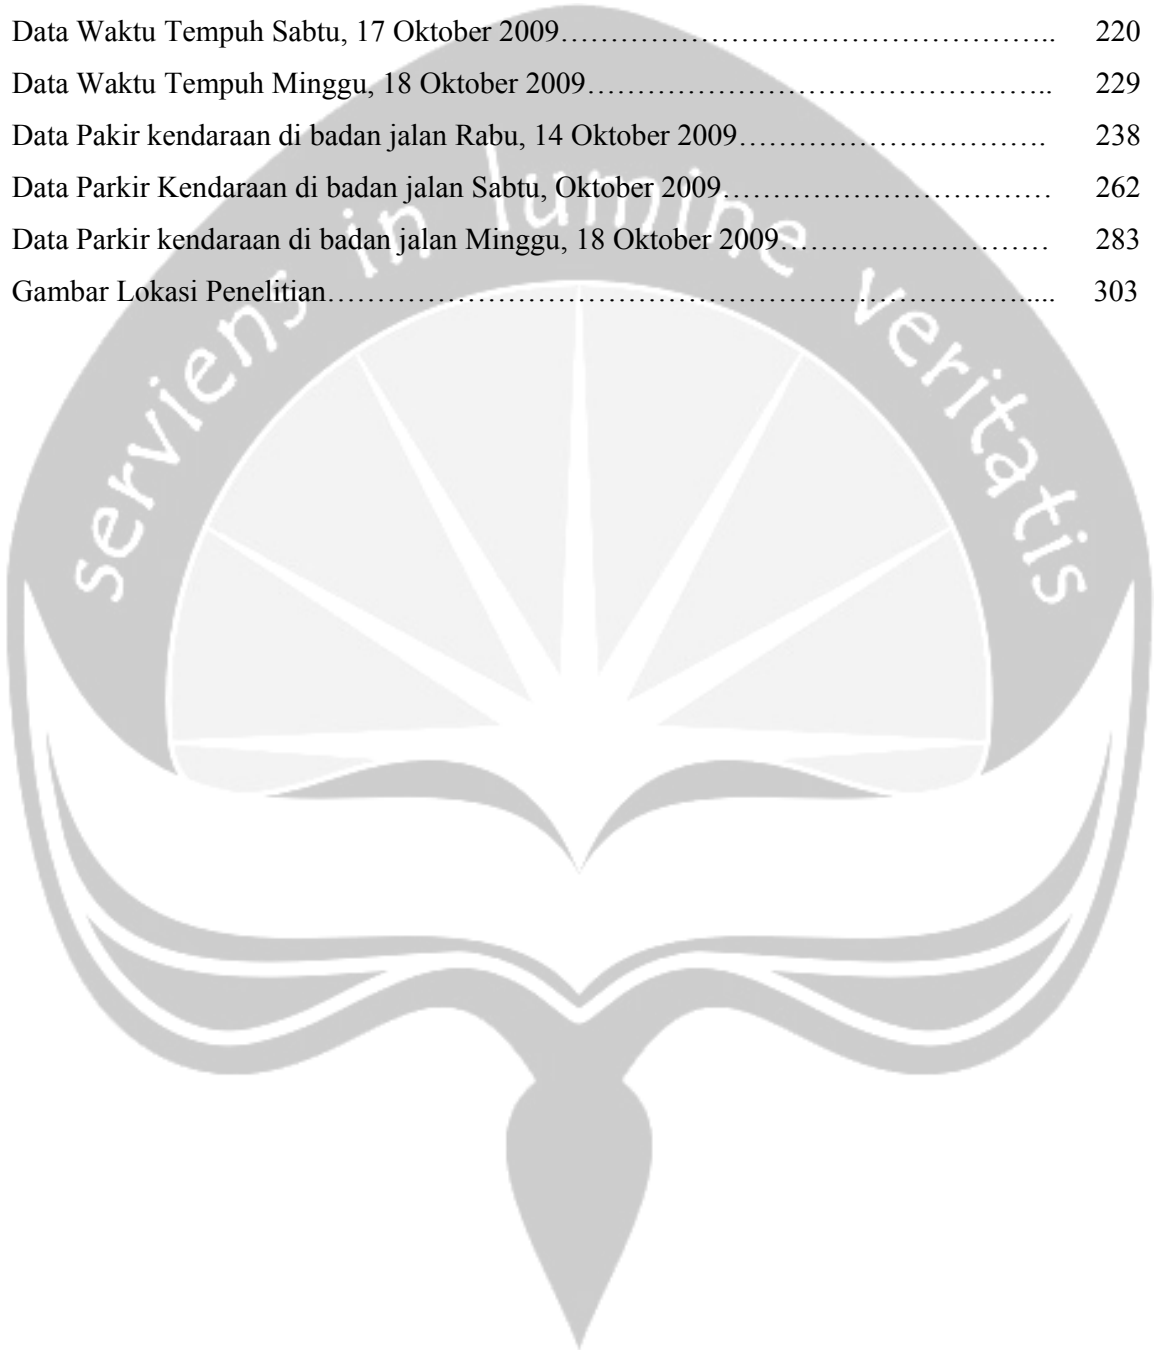 Data Waktu Tempuh Sabtu, 17 Oktober 2009…………………………………………….. 220
Data Waktu Tempuh Minggu, 18 Oktober 2009………………………………………….. 229
Data Pakir kendaraan di badan jalan Rabu, 14 Oktober 2009…………………………. 238
Data Parkir Kendaraan di badan jalan Sabtu, Oktober 2009…………………………… 262
Data Parkir kendaraan di badan jalan Minggu, 18 Oktober 2009……………………… 283
Gambar Lokasi Penelitian……………………………………………………………….... 303
serviens in lumine veritatis